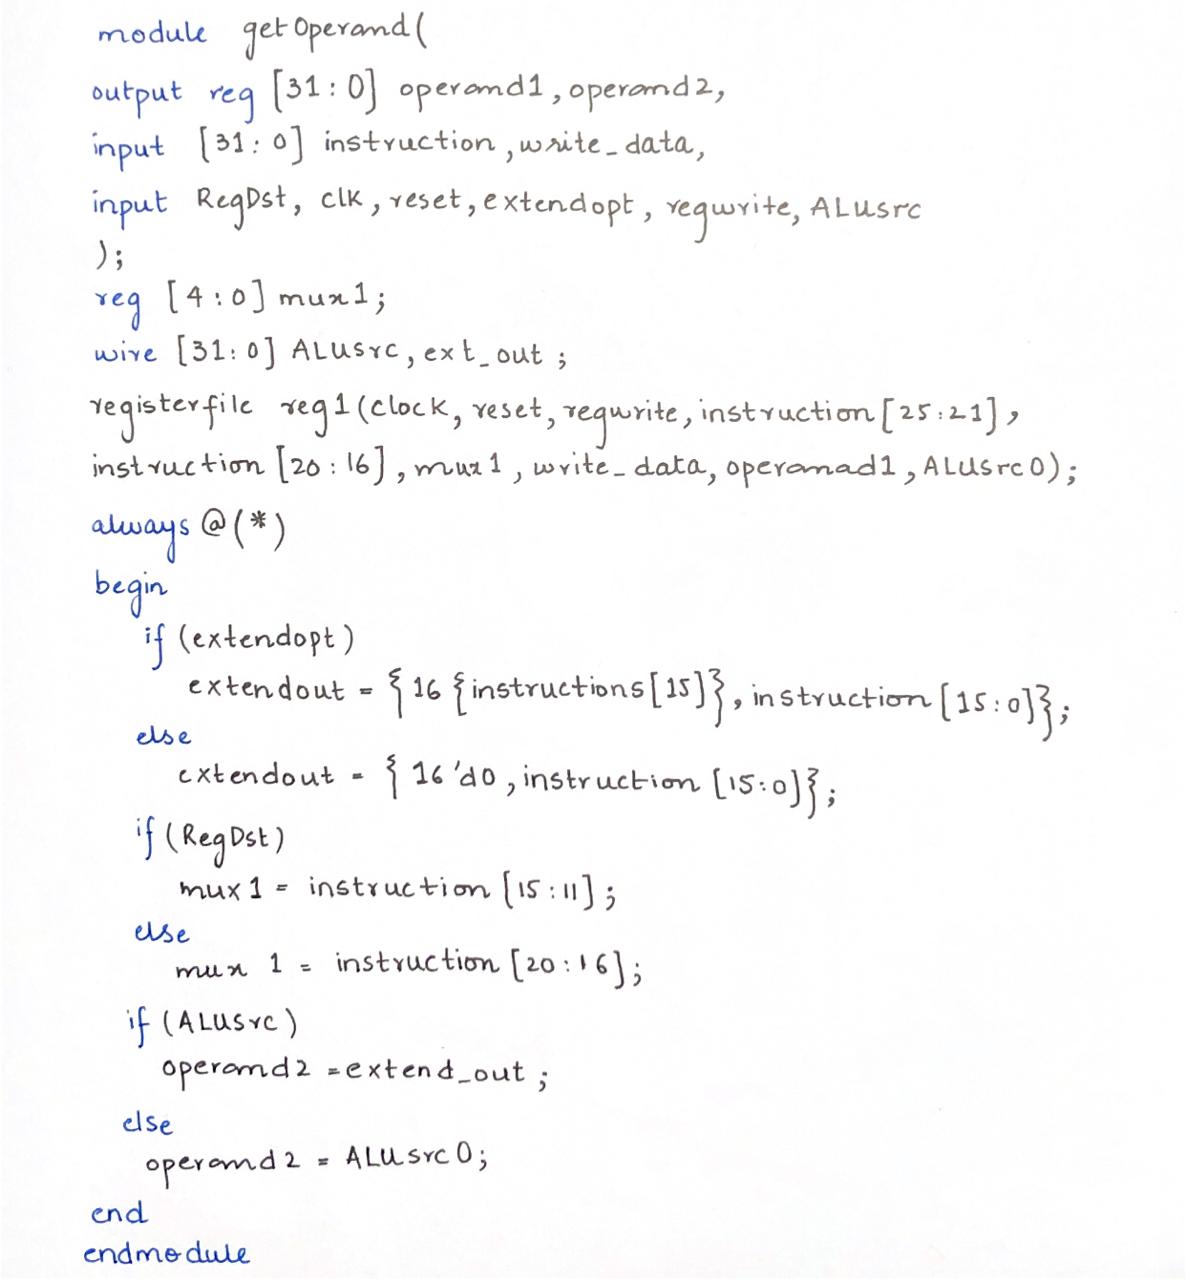 module getOperand(
output reg [31:0] operand1, operand2,
input [31:0] instruction, write_data,
input RegDst, clk, reset, extendopt, regwrite, ALUsrc
);
reg [4:0] mux1;
wire [31:0] ALUsrc, ext_out;
registerfile reg1(clock, reset, regwrite, instruction[25:21],
instruction[20:16], mux1, write_data, operamad1, ALUsrc0);
always @(*)
begin
if (extendopt)
extendout = {16{instructions[15]}, instruction[15:0]};
else
extendout = {16'd0, instruction[15:0]};
if (RegDst)
mux1 = instruction[15:11];
else
mux 1 = instruction[20:16];
if (ALUsrc)
operand2 = extend_out;
else
operand2 = ALUsrc0;
end
endmodule